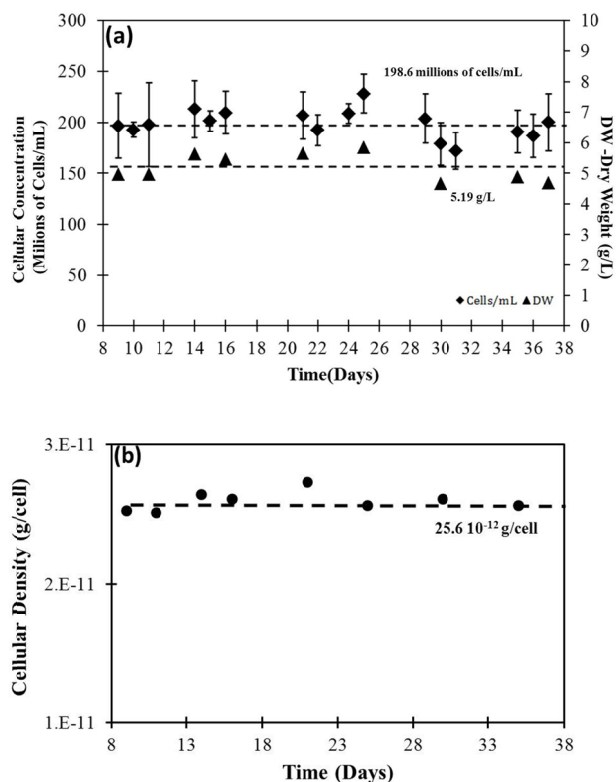 (a)
Cellular Concentration
(Milions of Cells/mL)
300
250
200
150
100
50
0
198.6 millions of cells/mL
5.19 g/L
Cells/mL DW
10
9
8
7
6
5
4
3
2
1
0
DW -Dry Weight (g/L)
8 10 12 14 16 18 20 22 24 26 28 30 32 34 36 38
Time(Days)
(b)
Cellular Density (g/cell)
3.E-11
2.E-11
1.E-11
25.6 10-12 g/cell
8 13 18 23 28 33 38
Time (Days)